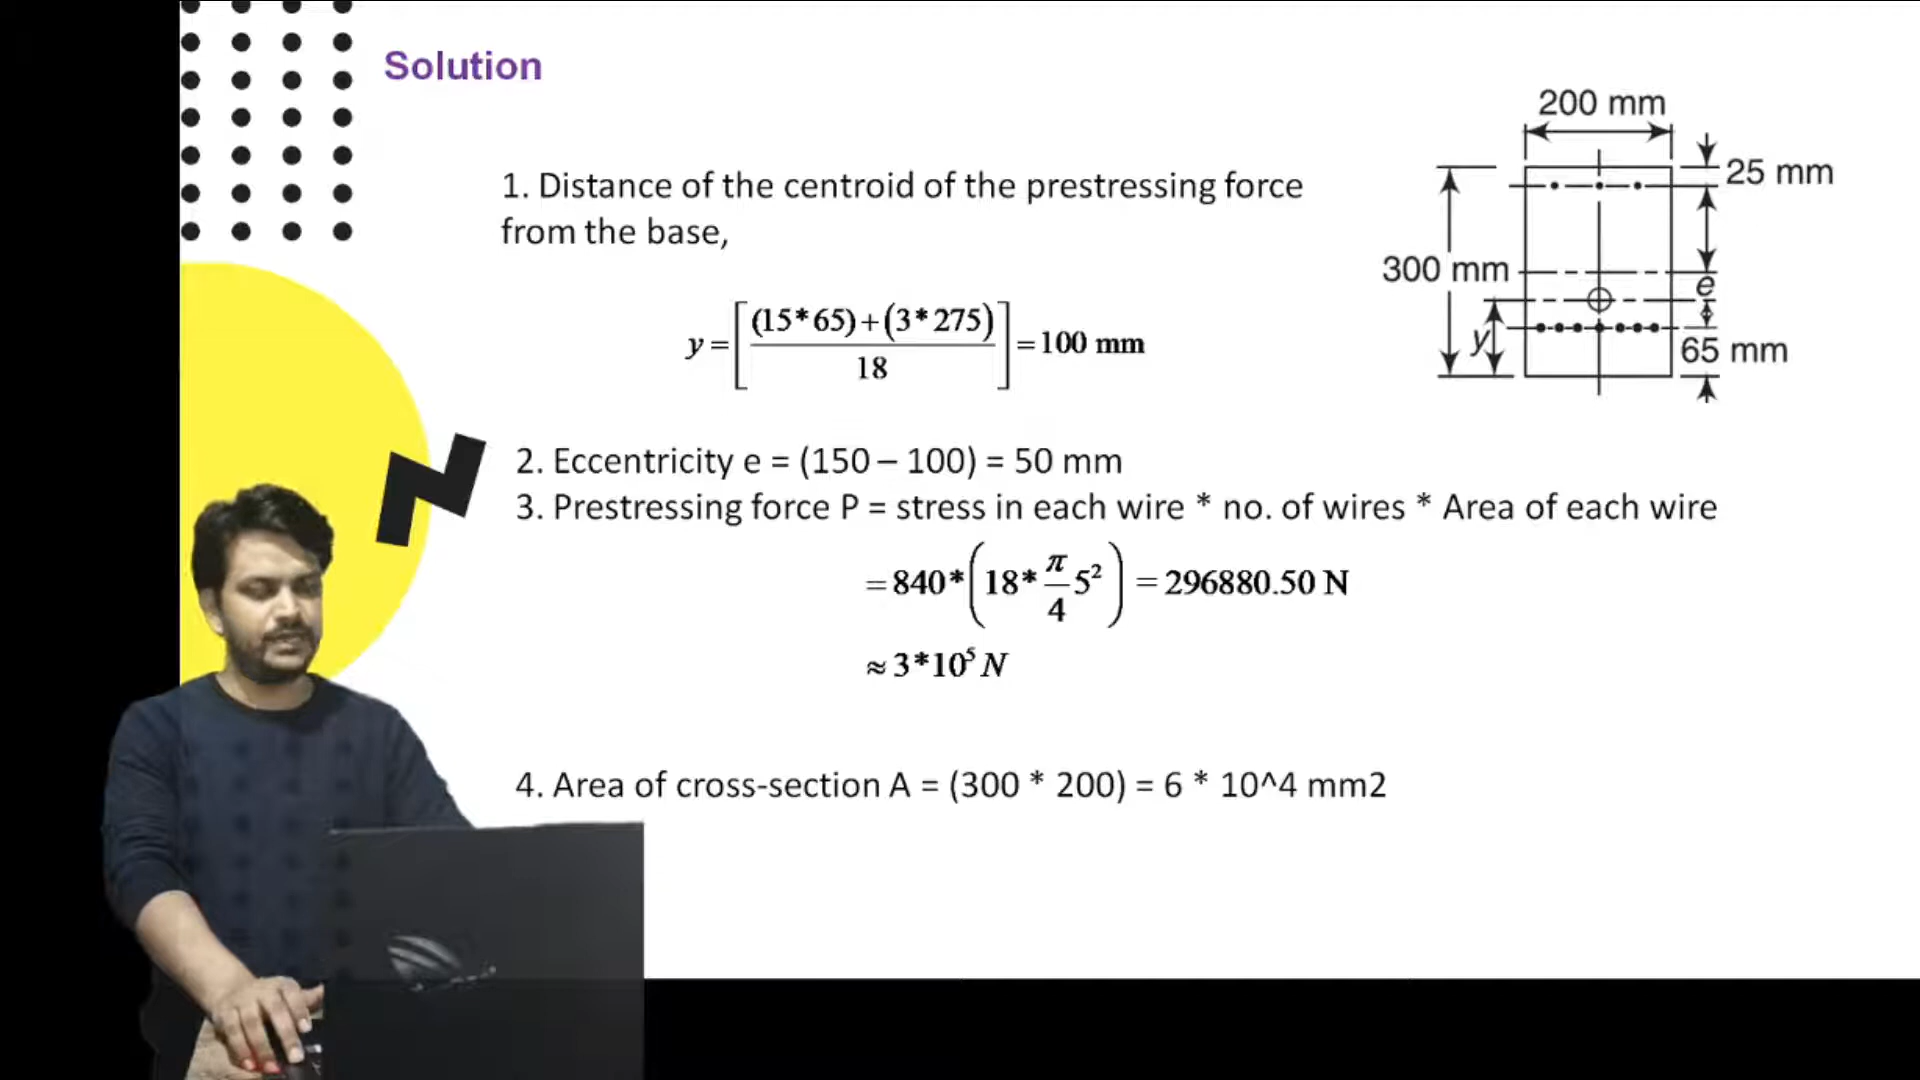 Solution
1. Distance of the centroid of the prestressing force
from the base,
y = [ (15*65)+(3*275) / 18 ] = 100 mm
200 mm
25 mm
300 mm
e
y
65 mm
2. Eccentricity e = (150 – 100) = 50 mm
3. Prestressing force P = stress in each wire * no. of wires * Area of each wire
= 840* ( 18* π/4 5² ) = 296880.50 N
≈ 3*10⁵ N
4. Area of cross-section A = (300 * 200) = 6 * 10^4 mm2